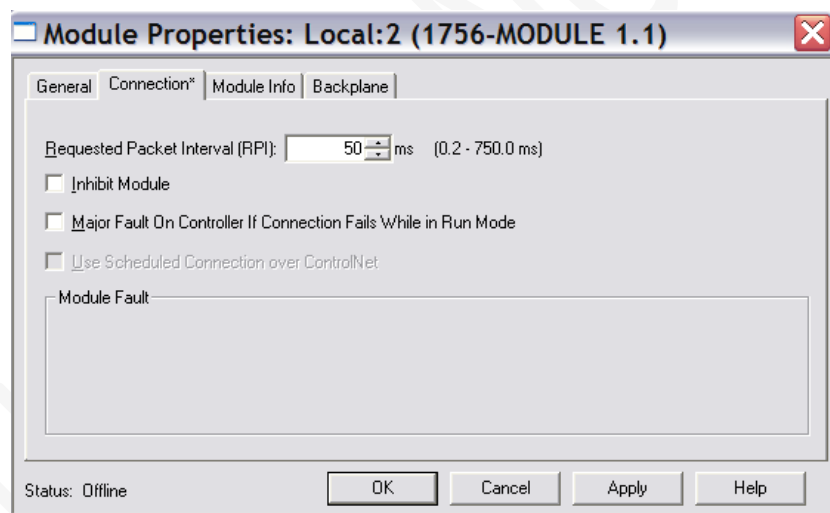 Module Properties: Local:2 (1756-MODULE 1.1)
General Connection* Module Info Backplane
Requested Packet Interval (RPI): 50 ms (0.2 - 750.0 ms)
Inhibit Module
Major Fault On Controller If Connection Fails While in Run Mode
Use Scheduled Connection over ControlNet
Module Fault
Status: Offline OK Cancel Apply Help